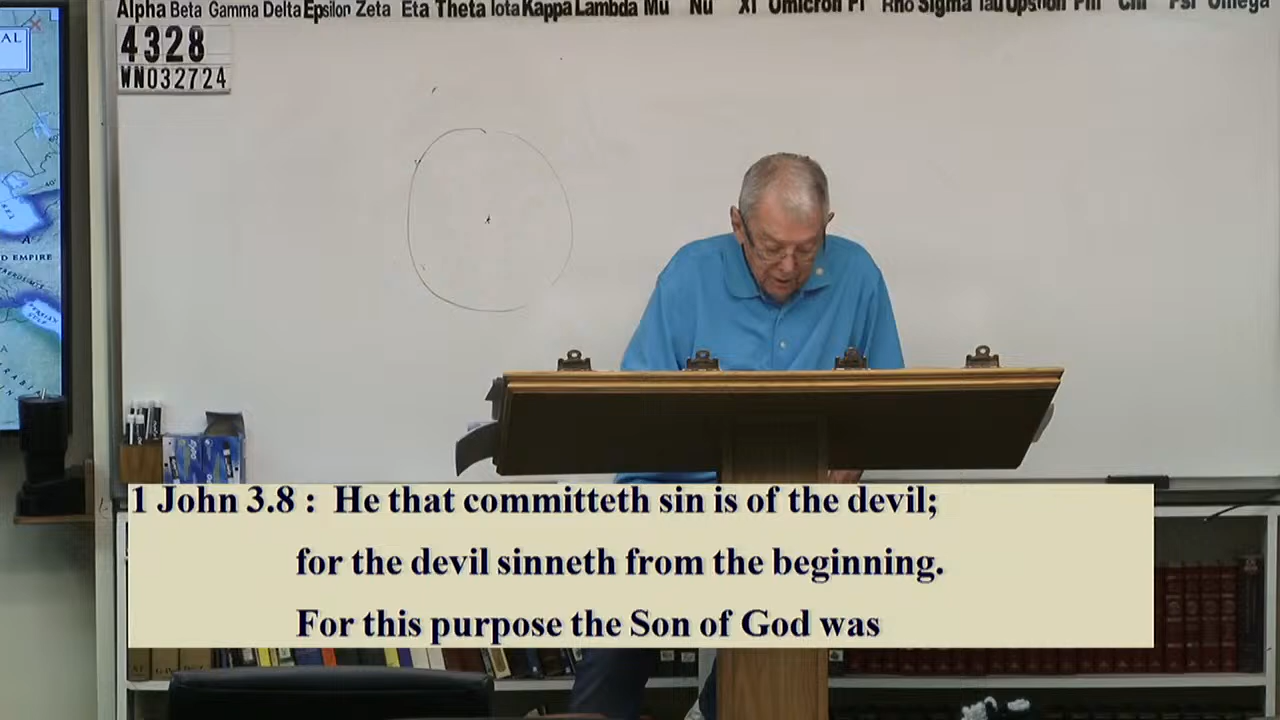 Alpha Beta Gamma Delta Epsilon Zeta Eta Theta Iota Kappa Lambda Mu Nu Xi Omicron Pi Rho Sigma Tau Upsilon Phi Chi Psi Omega
4328
WN032724
AL
D EMPIRE
1 John 3.8 : He that committeth sin is of the devil;
for the devil sinneth from the beginning.
For this purpose the Son of God was